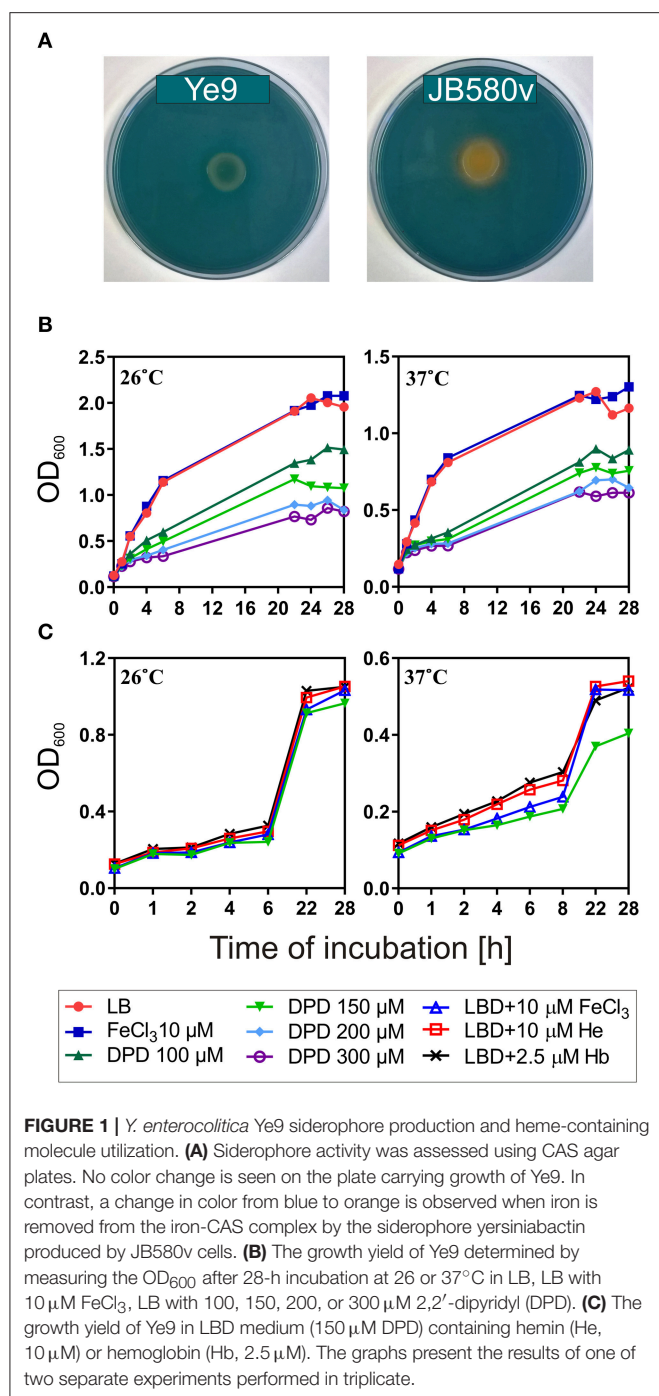 A
Ye9
JB580v
B
26°C
37°C
OD600
2.5
2.0
1.5
1.0
0.5
0.0
0 4 8 12 16 20 24 28
1.5
1.0
0.5
0.0
0 4 8 12 16 20 24 28
C
26°C
37°C
OD600
1.2
0.8
0.4
0.0
0 1 2 4 6 22 28
0.6
0.4
0.2
0.0
0 1 2 4 6 8 22 28
Time of incubation [h]
LB DPD 150 μM LBD+10 μM FeCl3
FeCl3 10 μM DPD 200 μM LBD+10 μM He
DPD 100 μM DPD 300 μM LBD+2.5 μM Hb
FIGURE 1 | Y. enterocolitica Ye9 siderophore production and heme-containing
molecule utilization. (A) Siderophore activity was assessed using CAS agar
plates. No color change is seen on the plate carrying growth of Ye9. In
contrast, a change in color from blue to orange is observed when iron is
removed from the iron-CAS complex by the siderophore yersiniabactin
produced by JB580v cells. (B) The growth yield of Ye9 determined by
measuring the OD600 after 28-h incubation at 26 or 37°C in LB, LB with
10 μM FeCl3, LB with 100, 150, 200, or 300 μM 2,2′-dipyridyl (DPD). (C) The
growth yield of Ye9 in LBD medium (150 μM DPD) containing hemin (He,
10 μM) or hemoglobin (Hb, 2.5 μM). The graphs present the results of one of
two separate experiments performed in triplicate.